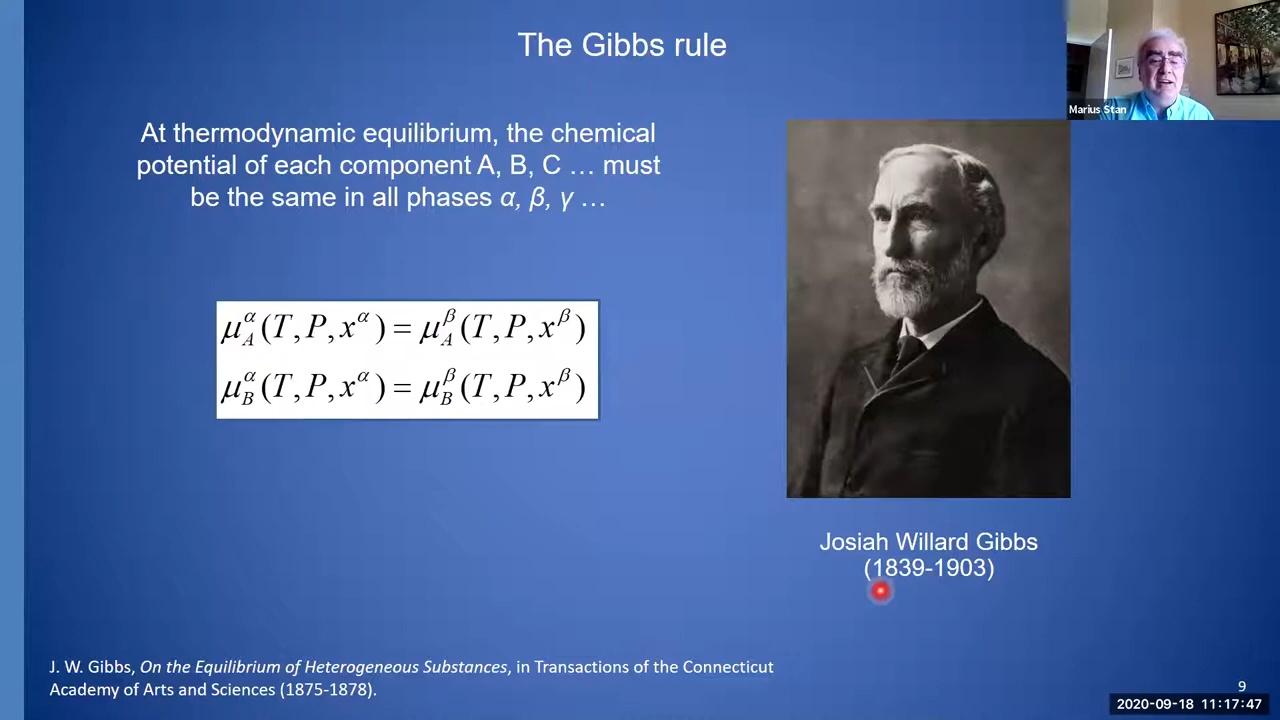 The Gibbs rule
Marius Stan
At thermodynamic equilibrium, the chemical
potential of each component A, B, C … must
be the same in all phases α, β, γ …
μ_A^α(T, P, x^α) = μ_A^β(T, P, x^β)
μ_B^α(T, P, x^α) = μ_B^β(T, P, x^β)
Josiah Willard Gibbs
(1839-1903)
J. W. Gibbs, On the Equilibrium of Heterogeneous Substances, in Transactions of the Connecticut
Academy of Arts and Sciences (1875-1878).
9
2020-09-18 11:17:47